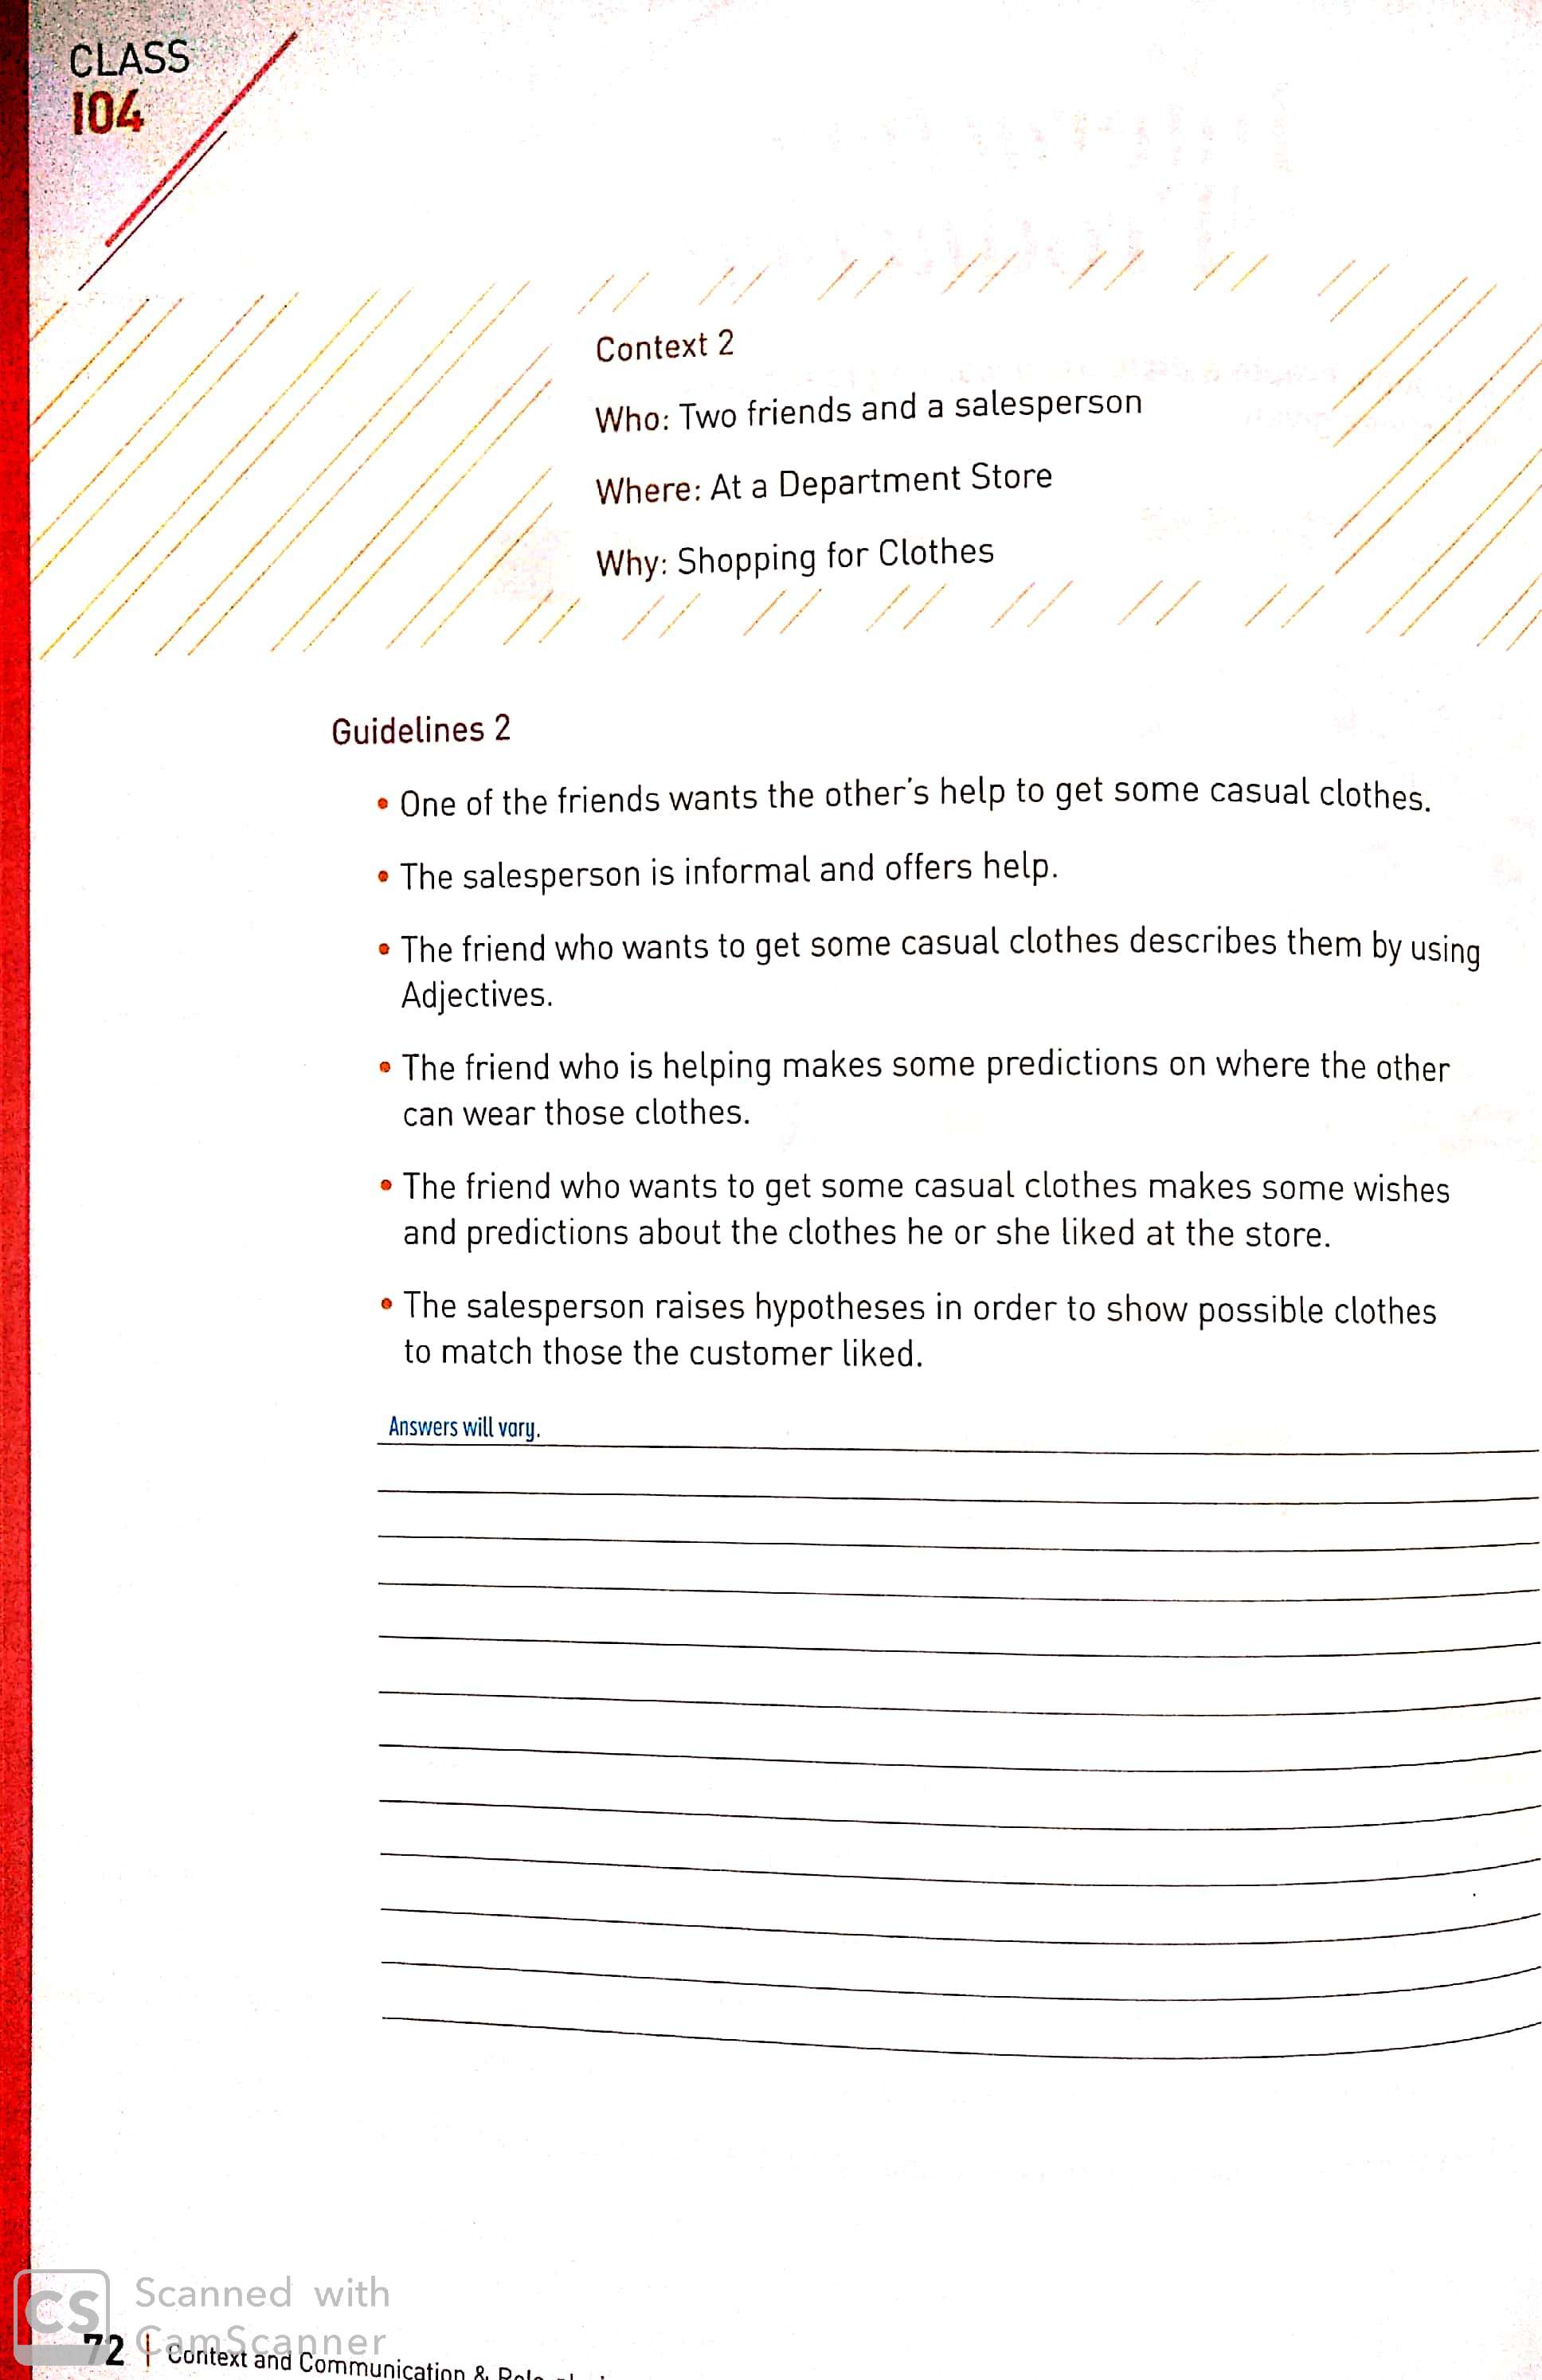 CLASS
104
Context 2
Who: Two friends and a salesperson
Where: At a Department Store
Why: Shopping for Clothes
Guidelines 2
• One of the friends wants the other's help to get some casual clothes.
• The salesperson is informal and offers help.
• The friend who wants to get some casual clothes describes them by using
Adjectives.
• The friend who is helping makes some predictions on where the other
can wear those clothes.
• The friend who wants to get some casual clothes makes some wishes
and predictions about the clothes he or she liked at the store.
• The salesperson raises hypotheses in order to show possible clothes
to match those the customer liked.
Answers will vary.
CS Scanned with
CamScanner
72 | Context and Communication &